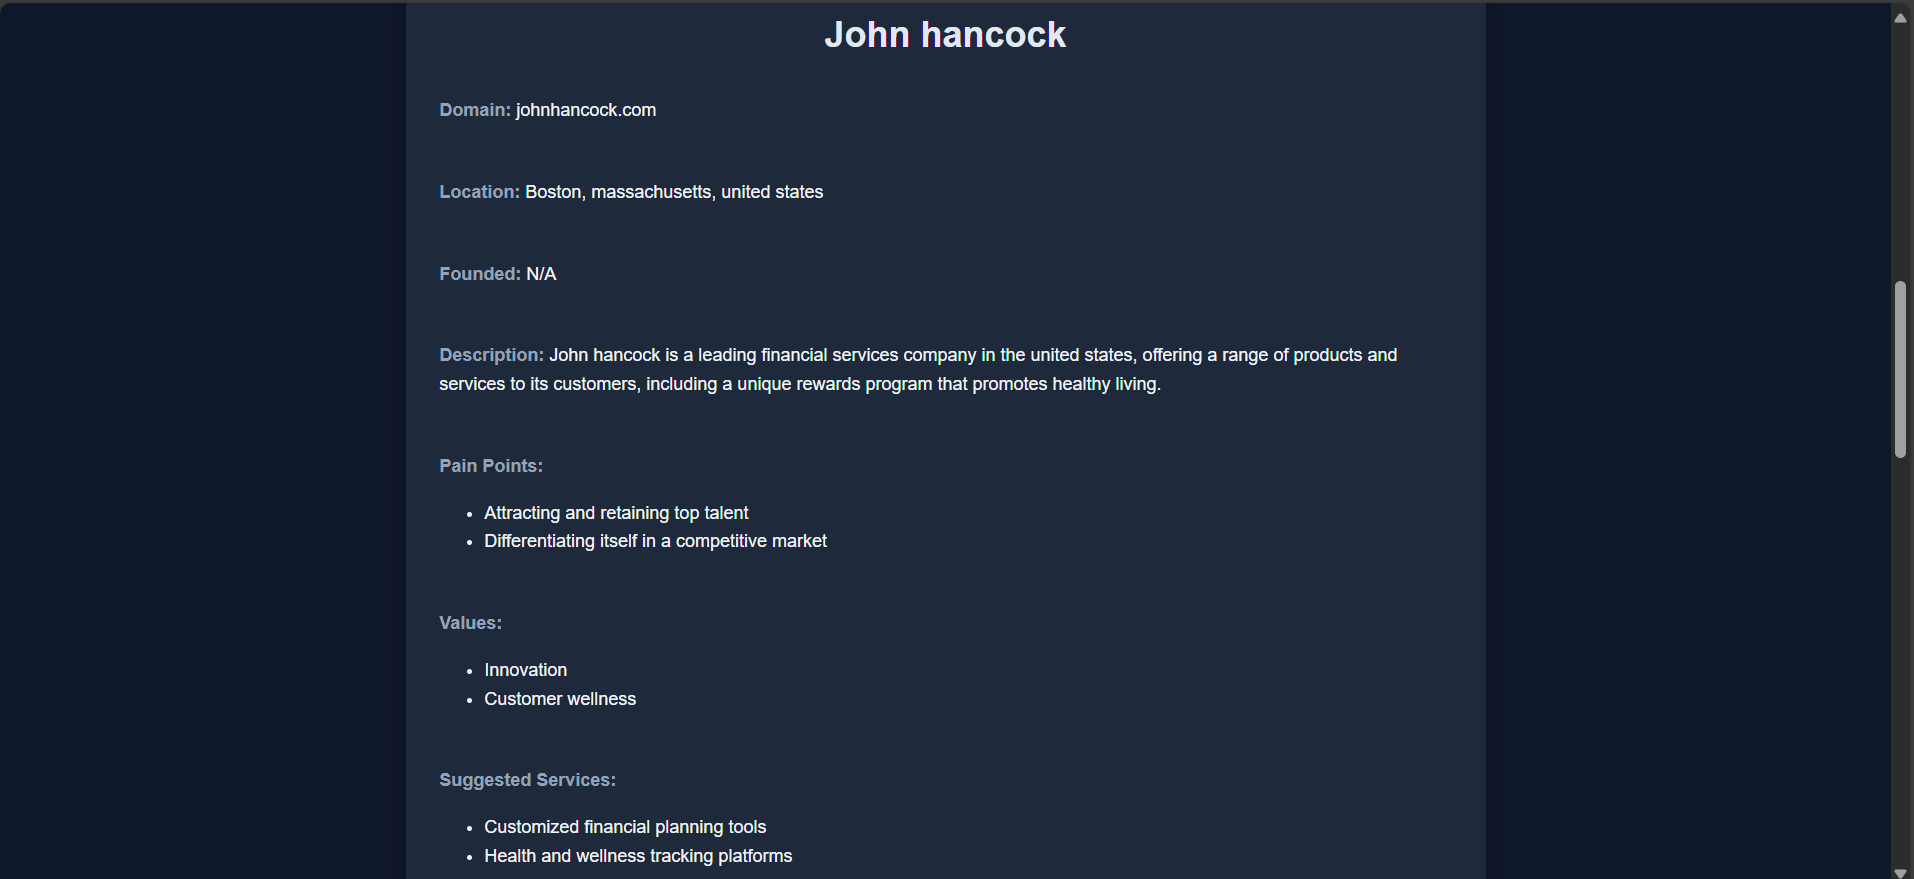 John hancock
Domain: johnhancock.com
Location: Boston, massachusetts, united states
Founded: N/A
Description: John hancock is a leading financial services company in the united states, offering a range of products and
services to its customers, including a unique rewards program that promotes healthy living.
Pain Points:
• Attracting and retaining top talent
• Differentiating itself in a competitive market
Values:
• Innovation
• Customer wellness
Suggested Services:
• Customized financial planning tools
• Health and wellness tracking platforms